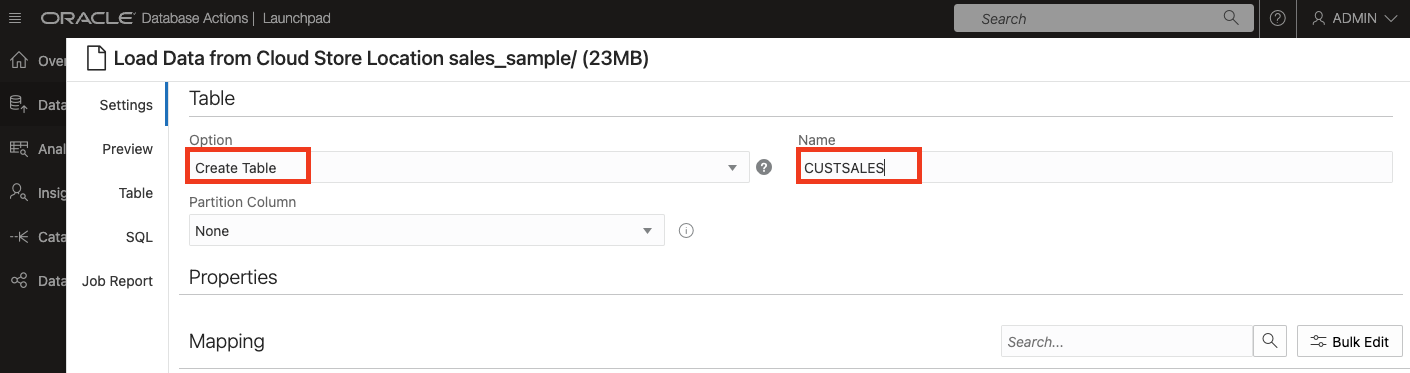 ORACLE Database Actions | Launchpad
Search
ADMIN
Load Data from Cloud Store Location sales_sample/ (23MB)
Over
Data
Anal
Insig
Cata
Data
Settings
Preview
Table
SQL
Job Report
Table
Option
Name
Create Table
?
CUSTSALES
Partition Column
None
Properties
Mapping
Search...
Bulk Edit